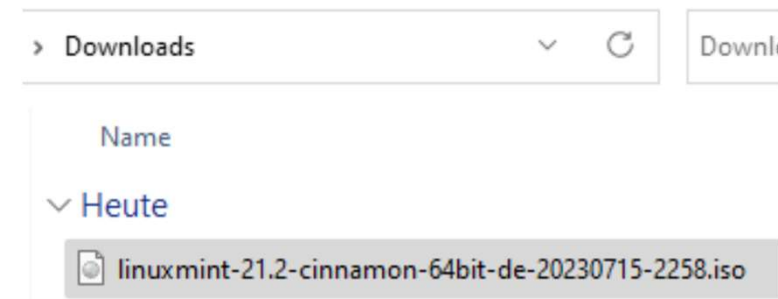 Downloads
Downl
Name
Heute
linuxmint-21.2-cinnamon-64bit-de-20230715-2258.iso